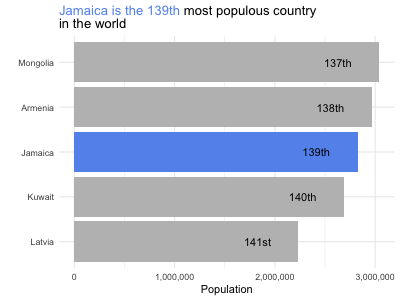 Jamaica is the 139th most populous country
in the world
Mongolia
137th
Armenia
138th
Jamaica
139th
Kuwait
140th
Latvia
141st
0
1,000,000
2,000,000
3,000,000
Population